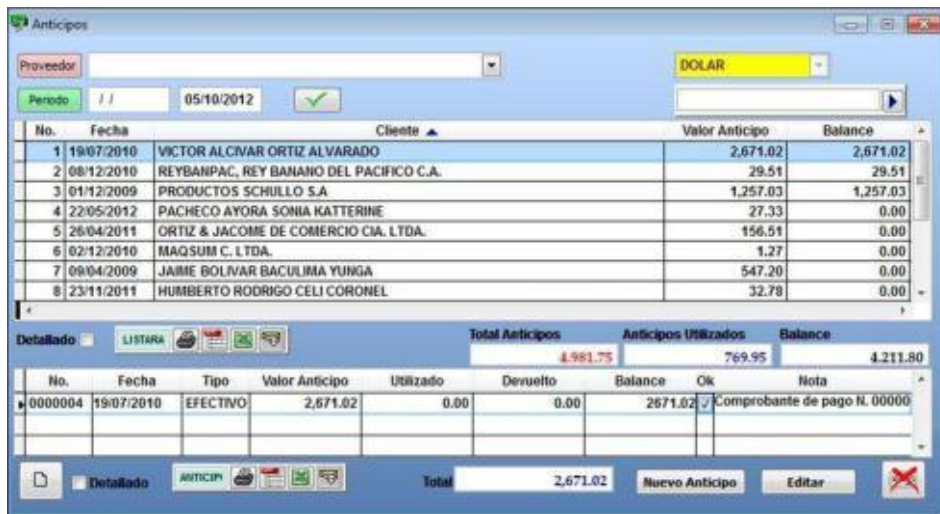 Anticipos
Proveedor DOLAR
Periodo / / 05/10/2012
No. Fecha Cliente Valor Anticipo Balance
1 19/07/2010 VICTOR ALCIVAR ORTIZ ALVARADO 2,671.02 2,671.02
2 08/12/2010 REYBANPAC, REY BANANO DEL PACIFICO C.A. 29.51 29.51
3 01/12/2009 PRODUCTOS SCHULLO S.A 1,257.03 1,257.03
4 22/05/2012 PACHECO AYORA SONIA KATTERINE 27.33 0.00
5 26/04/2011 ORTIZ & JACOME DE COMERCIO CIA. LTDA. 156.51 0.00
6 02/12/2010 MAQSUM C. LTDA. 1.27 0.00
7 09/04/2009 JAIME BOLIVAR BACULIMA YUNGA 547.20 0.00
8 23/11/2011 HUMBERTO RODRIGO CELI CORONEL 32.78 0.00
Detallado LISTARA Total Anticipos Anticipos Utilizados Balance
4.981.75 769.95 4.211.80
No. Fecha Tipo Valor Anticipo Utilizado Devuelto Balance Ok Nota
0000004 19/07/2010 EFECTIVO 2,671.02 0.00 0.00 2671.02 Comprobante de pago N. 00000
Detallado ANTICIPI Total 2,671.02 Nuevo Anticipo Editar